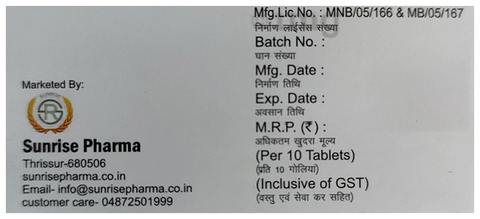 Mfg.Lic.No. : MNB/05/166 & MB/05/167
निर्माण लाईसेंस संख्या
Batch No. :
घान संख्या
Mfg. Date :
निर्माण तिथि
Exp. Date :
अवसान तिथि
M.R.P. (₹) :
अधिकतम खुदरा मूल्य
(Per 10 Tablets)
(प्रति 10 गोलियां)
(Inclusive of GST)
(वस्तु एवं सेवा कर सहित)
Marketed By:
Sunrise Pharma
Thrissur-680506
sunrisepharma.co.in
Email- info@sunrisepharma.co.in
customer care- 04872501999